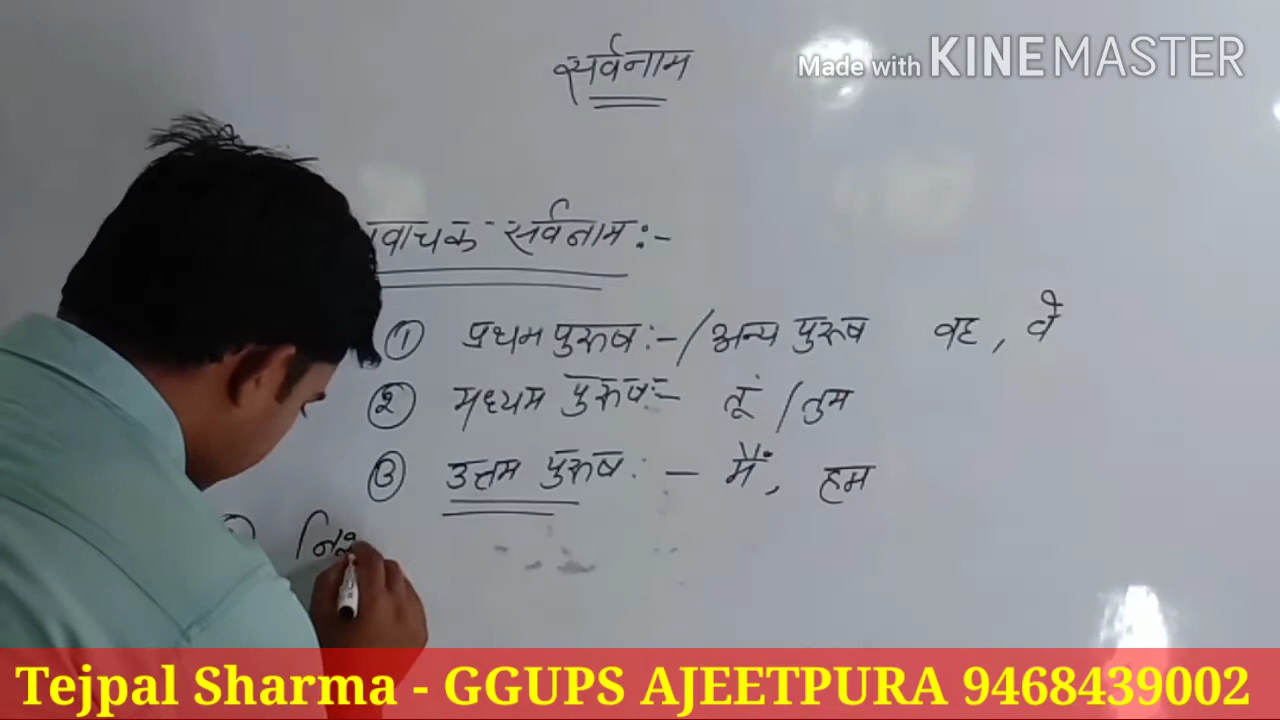 सर्वनाम
Made with KINEMASTER
वाचक सर्वनाम :-
① प्रथम पुरुष :- / अन्य पुरुष वह , वे
② मध्यम पुरुष :- तूं / तुम
③ उत्तम पुरुष : - मैं , हम
Tejpal Sharma - GGUPS AJEETPURA 9468439002